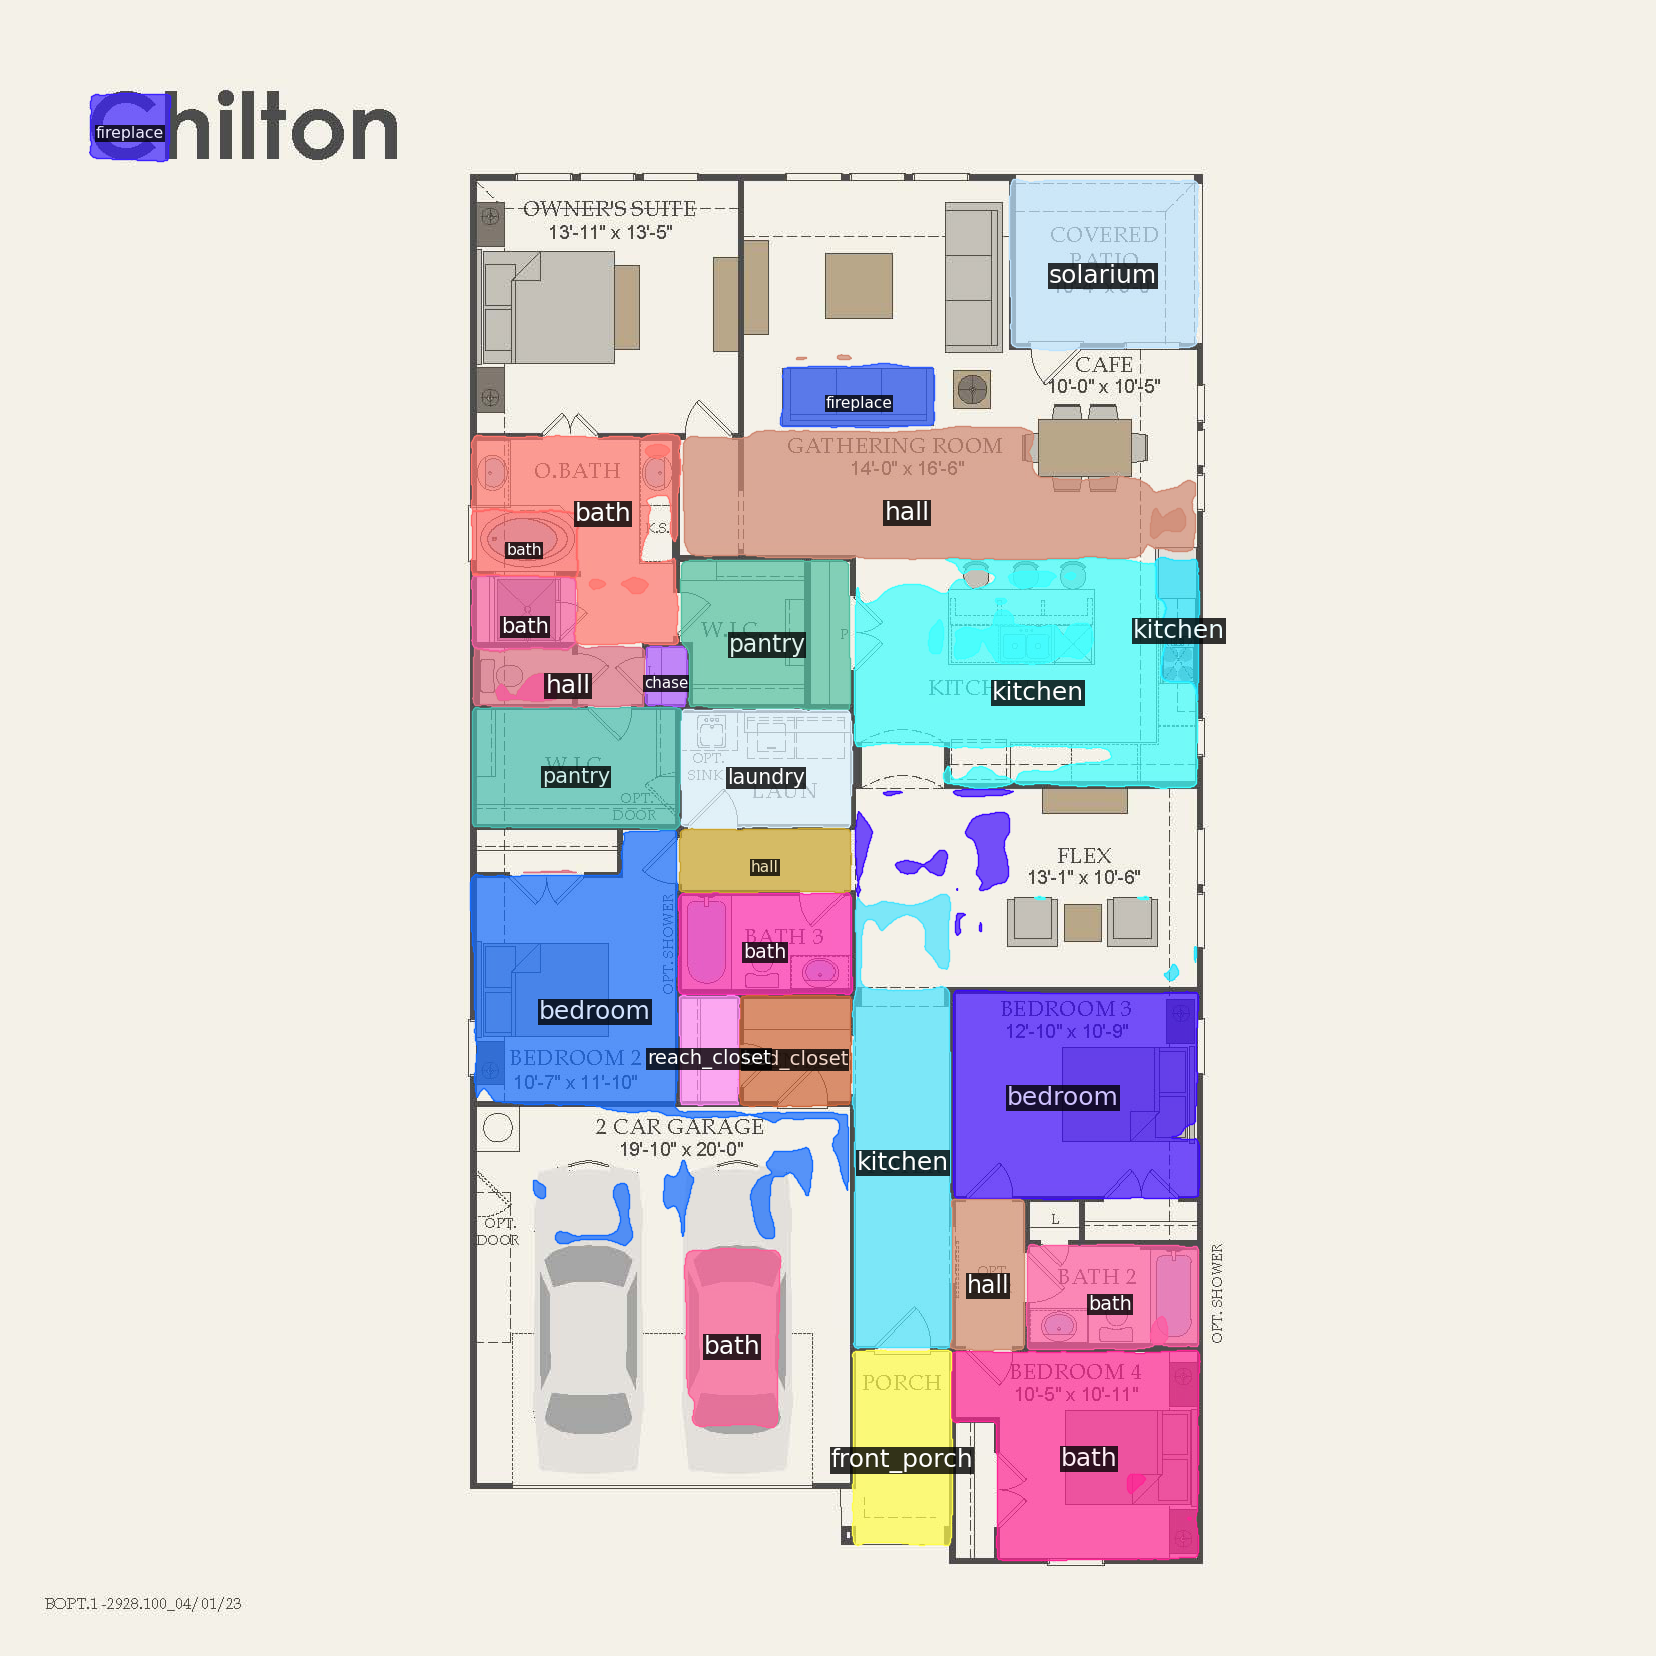 Chilton
fireplace
OWNER'S SUITE
13'-11" x 13'-5"
COVERED
PATIO
solarium
CAFE
10'-0" x 10'-5"
fireplace
GATHERING ROOM
14'-0" x 16'-6"
hall
O.BATH
bath
K.S.
bath
bath
W.I.C.
pantry
P
kitchen
kitchen
hall
chase
W.I.C.
pantry
OPT.
DOOR
OPT.
SINK
laundry
LAUN
hall
FLEX
13'-1" x 10'-6"
OPT. SHOWER
BATH 3
bath
bedroom
BEDROOM 2
10'-7" x 11'-10"
reach_closet
d_closet
BEDROOM 3
12'-10" x 10'-9"
bedroom
2 CAR GARAGE
19'-10" x 20'-0"
kitchen
OPT.
DOOR
L
OPT.
hall
BATH 2
bath
OPT. SHOWER
bath
PORCH
front_porch
BEDROOM 4
10'-5" x 10'-11"
bath
BOPT.1-2928.100_04/01/23